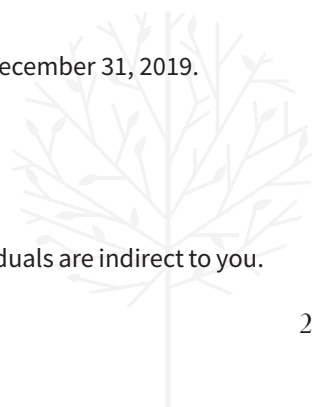 ecember 31, 2019.
duals are indirect to you.
2